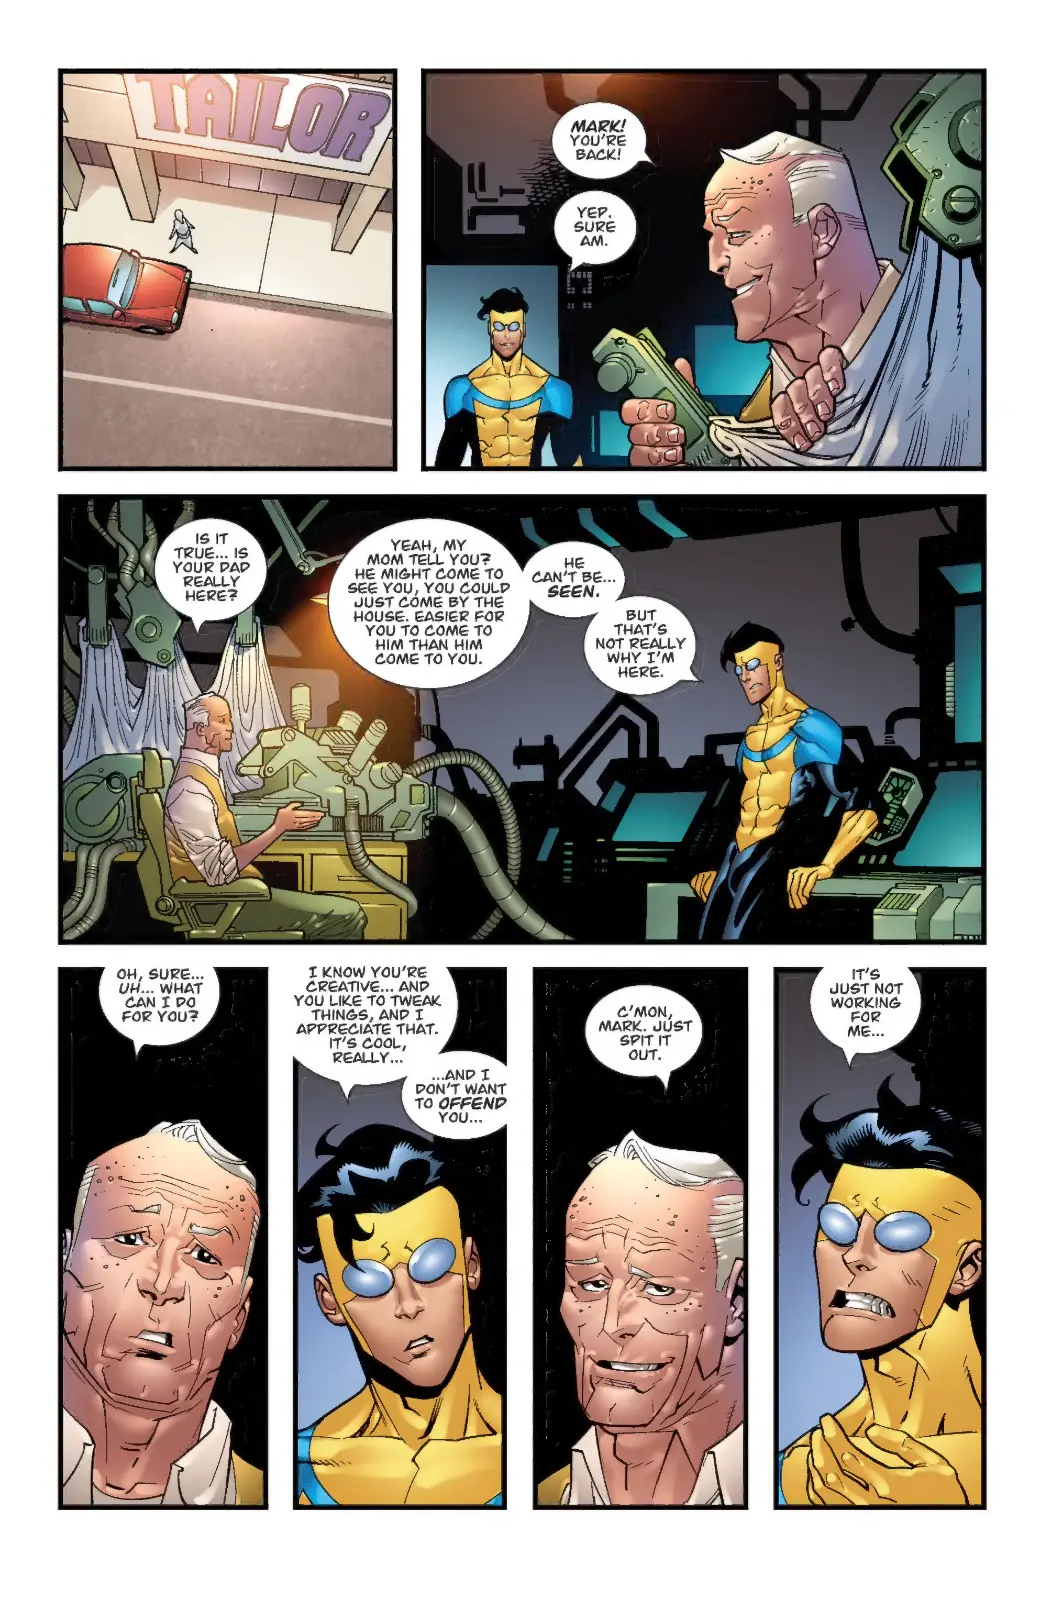 TAILOR
MARK!
YOU'RE
BACK!
YEP.
SURE
AM.
IS IT
TRUE... IS
YOUR DAD
REALLY
HERE?
YEAH, MY
MOM TELL YOU?
HE MIGHT COME TO
SEE YOU, YOU COULD
JUST COME BY THE
HOUSE. EASIER FOR
YOU TO COME TO
HIM THAN HIM
COME TO YOU.
HE
CAN'T BE...
SEEN.
BUT
THAT'S
NOT REALLY
WHY I'M
HERE.
OH, SURE...
UH... WHAT
CAN I DO
FOR YOU?
I KNOW YOU'RE
CREATIVE... AND
YOU LIKE TO TWEAK
THINGS, AND I
APPRECIATE THAT.
IT'S COOL,
REALLY...
...AND I
DON'T WANT
TO OFFEND
YOU...
C'MON,
MARK. JUST
SPIT IT
OUT.
IT'S
JUST NOT
WORKING
FOR
ME...